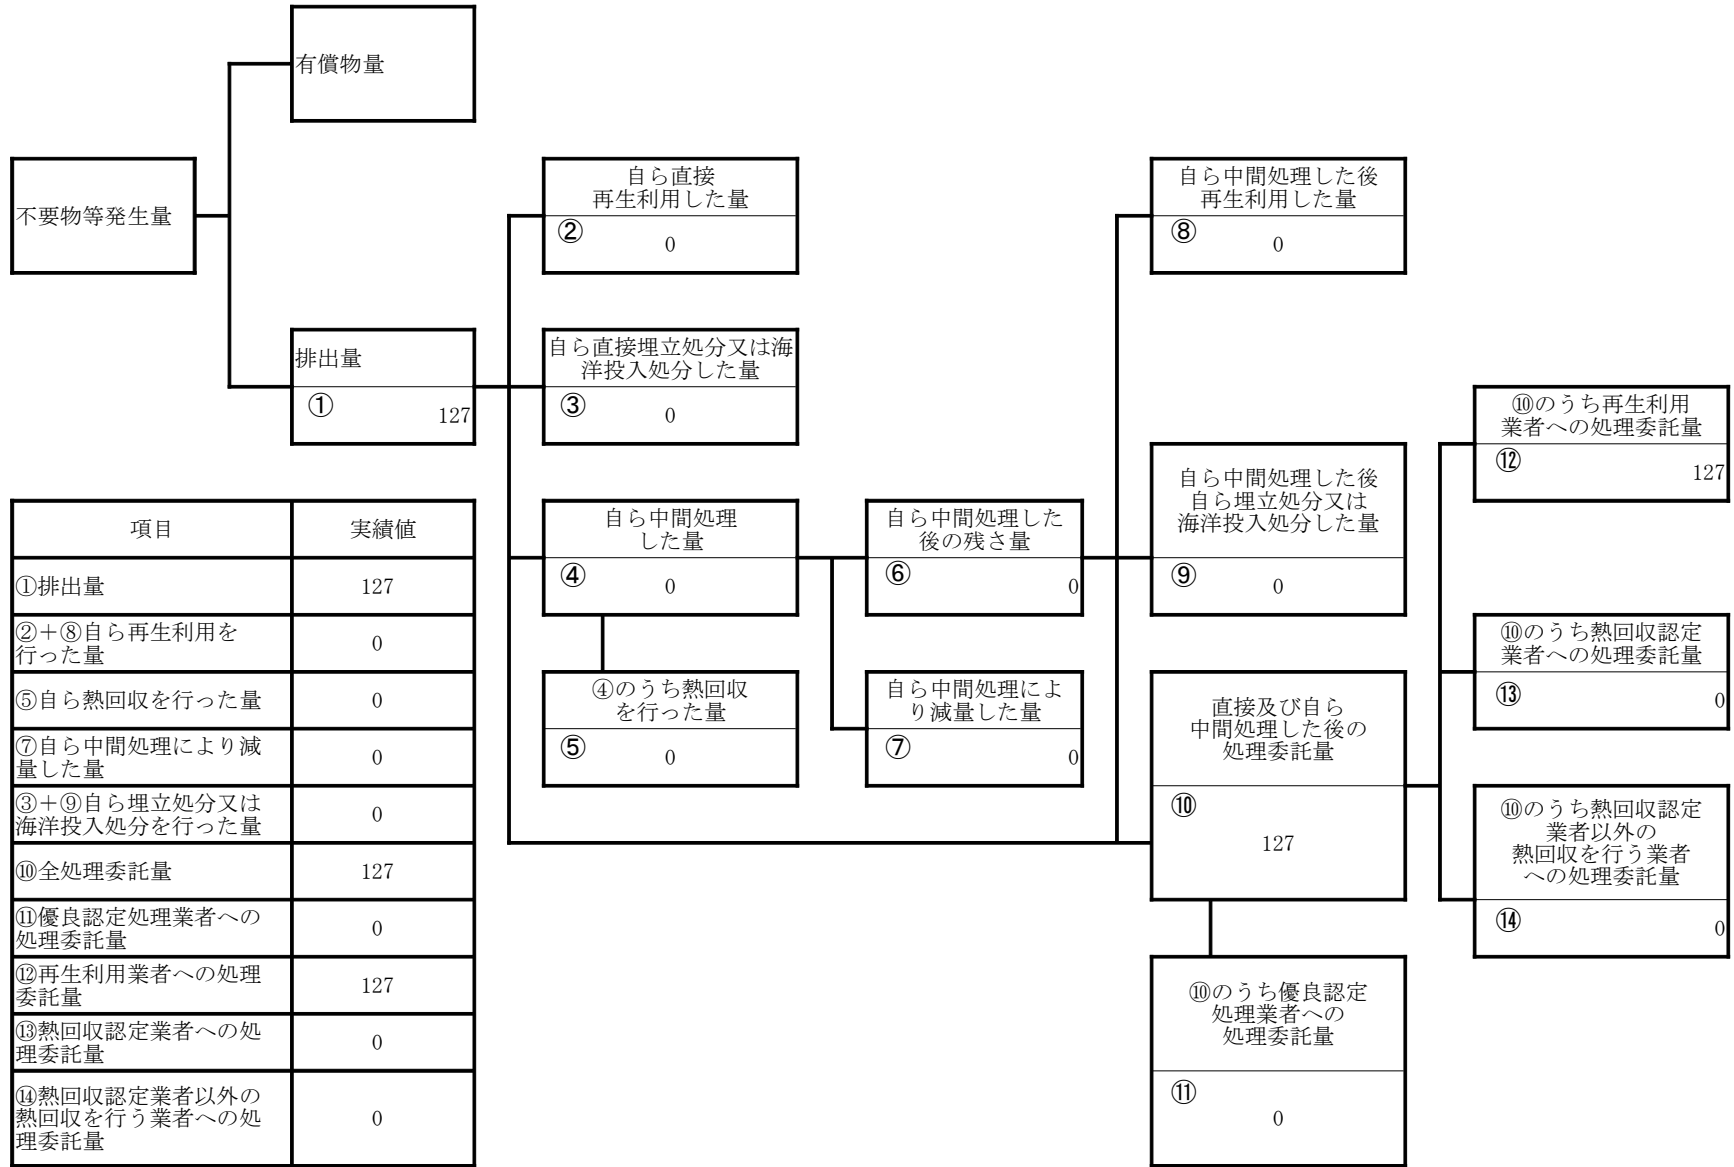 有償物量
不要物等発生量
排出量
①
127
自ら直接
再生利用した量
②
0
自ら直接埋立処分又は海
洋投入処分した量
③
0
自ら中間処理
した量
④
0
④のうち熱回収
を行った量
⑤
0
自ら中間処理した
後の残さ量
⑥
0
自ら中間処理によ
り減量した量
⑦
0
自ら中間処理した後
再生利用した量
⑧
0
自ら中間処理した後
自ら埋立処分又は
海洋投入処分した量
⑨
0
直接及び自ら
中間処理した後の
処理委託量
⑩
127
⑩のうち優良認定
処理業者への
処理委託量
⑪
0
⑩のうち再生利用
業者への処理委託量
⑫
127
⑩のうち熱回収認定
業者への処理委託量
⑬
0
⑩のうち熱回収認定
業者以外の
熱回収を行う業者
への処理委託量
⑭
0
項目 実績値
①排出量 127
②＋⑧自ら再生利用を
行った量 0
⑤自ら熱回収を行った量 0
⑦自ら中間処理により減
量した量 0
③＋⑨自ら埋立処分又は
海洋投入処分を行った量 0
⑩全処理委託量 127
⑪優良認定処理業者への
処理委託量 0
⑫再生利用業者への処理
委託量 127
⑬熱回収認定業者への処
理委託量 0
⑭熱回収認定業者以外の
熱回収を行う業者への処
理委託量 0